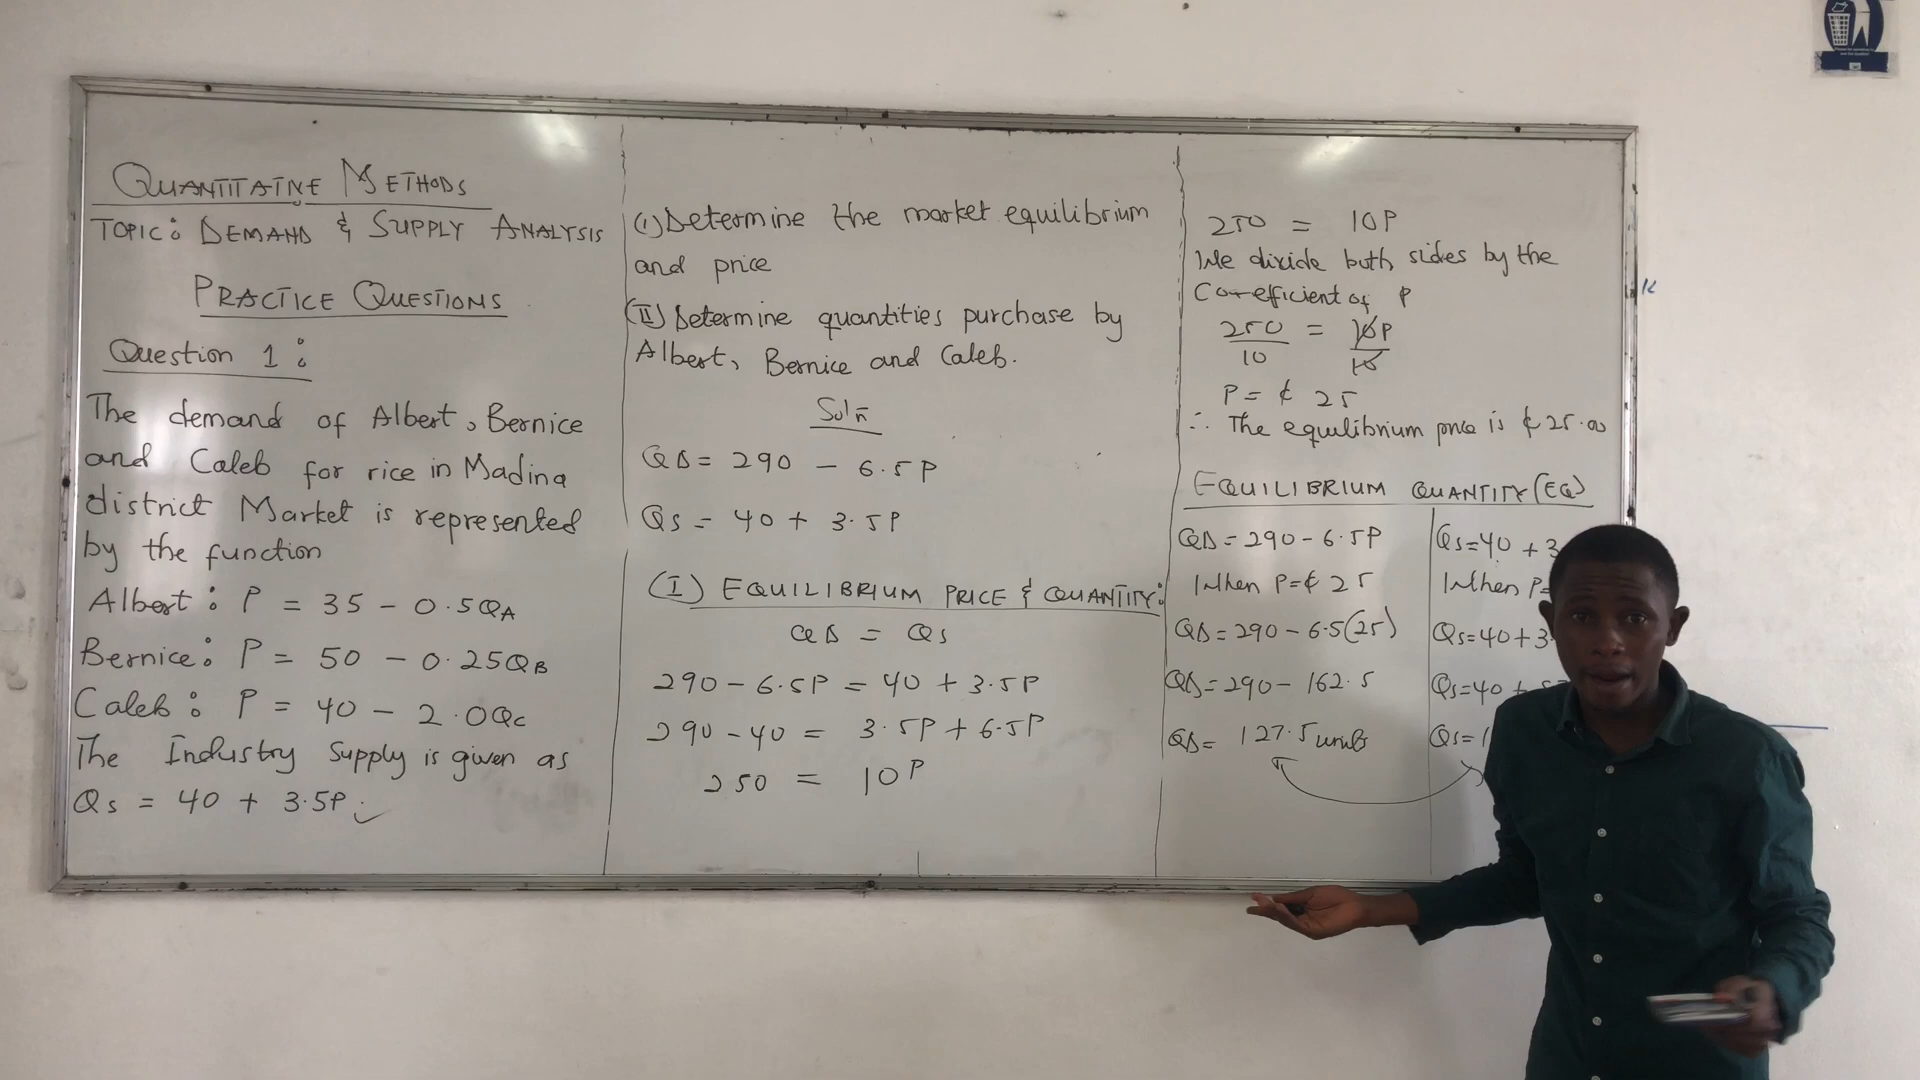 QUANTITATIVE METHODS
TOPIC: DEMAND & SUPPLY ANALYSIS
PRACTICE QUESTIONS
Question 1:
The demand of Albert, Bernice
and Caleb for rice in Madina
district Market is represented
by the function
Albert: P = 35 - 0.5QA
Bernice: P = 50 - 0.25QB
Caleb: P = 40 - 2.0QC
The Industry Supply is given as
Qs = 40 + 3.5P
(I) Determine the market equilibrium
and price
(II) Determine quantities purchase by
Albert, Bernice and Caleb.
Soln
QD = 290 - 6.5P
Qs = 40 + 3.5P
(I) EQUILIBRIUM PRICE & QUANTITY:
QD = Qs
290 - 6.5P = 40 + 3.5P
290 - 40 = 3.5P + 6.5P
250 = 10P
250 = 10P
We divide both sides by the
Co-efficient of P
250/10 = 10P/10
P = ¢ 25
∴ The equilibrium price is ¢25.00
EQUILIBRIUM QUANTITY (EQ)
QD = 290 - 6.5P
When P = ¢ 25
QD = 290 - 6.5(25)
QD = 290 - 162.5
QD = 127.5 units
Qs = 40 + 3
When P =
Qs = 40 + 3
Qs = 40 +
Qs = 1